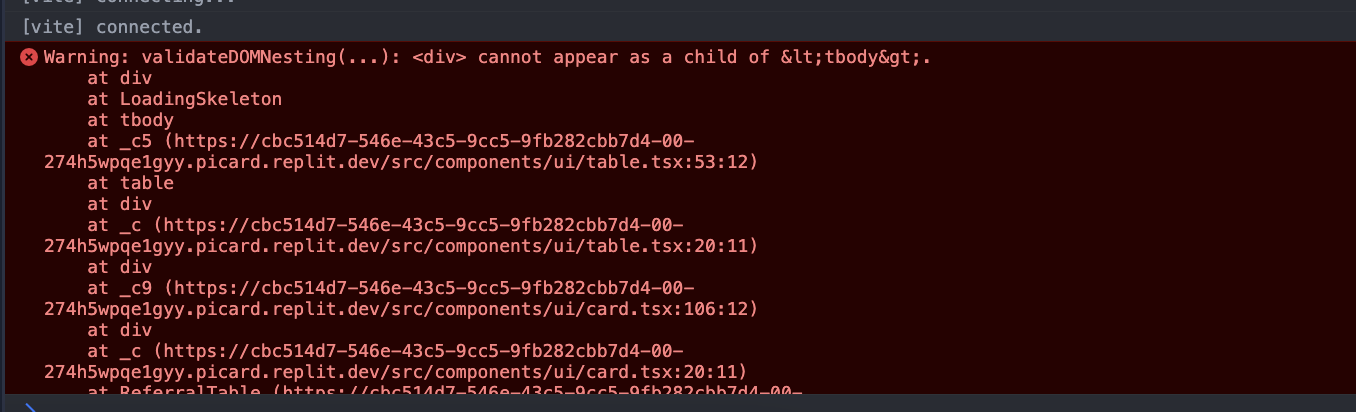 [vite] connecting...
[vite] connected.
Warning: validateDOMNesting(...): <div> cannot appear as a child of &lt;tbody&gt;.
at div
at LoadingSkeleton
at tbody
at _c5 (https://cbc514d7-546e-43c5-9cc5-9fb282cbb7d4-00-
274h5wpqe1gyy.picard.replit.dev/src/components/ui/table.tsx:53:12)
at table
at div
at _c (https://cbc514d7-546e-43c5-9cc5-9fb282cbb7d4-00-
274h5wpqe1gyy.picard.replit.dev/src/components/ui/table.tsx:20:11)
at div
at _c9 (https://cbc514d7-546e-43c5-9cc5-9fb282cbb7d4-00-
274h5wpqe1gyy.picard.replit.dev/src/components/ui/card.tsx:106:12)
at div
at _c (https://cbc514d7-546e-43c5-9cc5-9fb282cbb7d4-00-
274h5wpqe1gyy.picard.replit.dev/src/components/ui/card.tsx:20:11)
at ReferralTable (https://cbc514d7-546e-43c5-9cc5-9fb282cbb7d4-00-